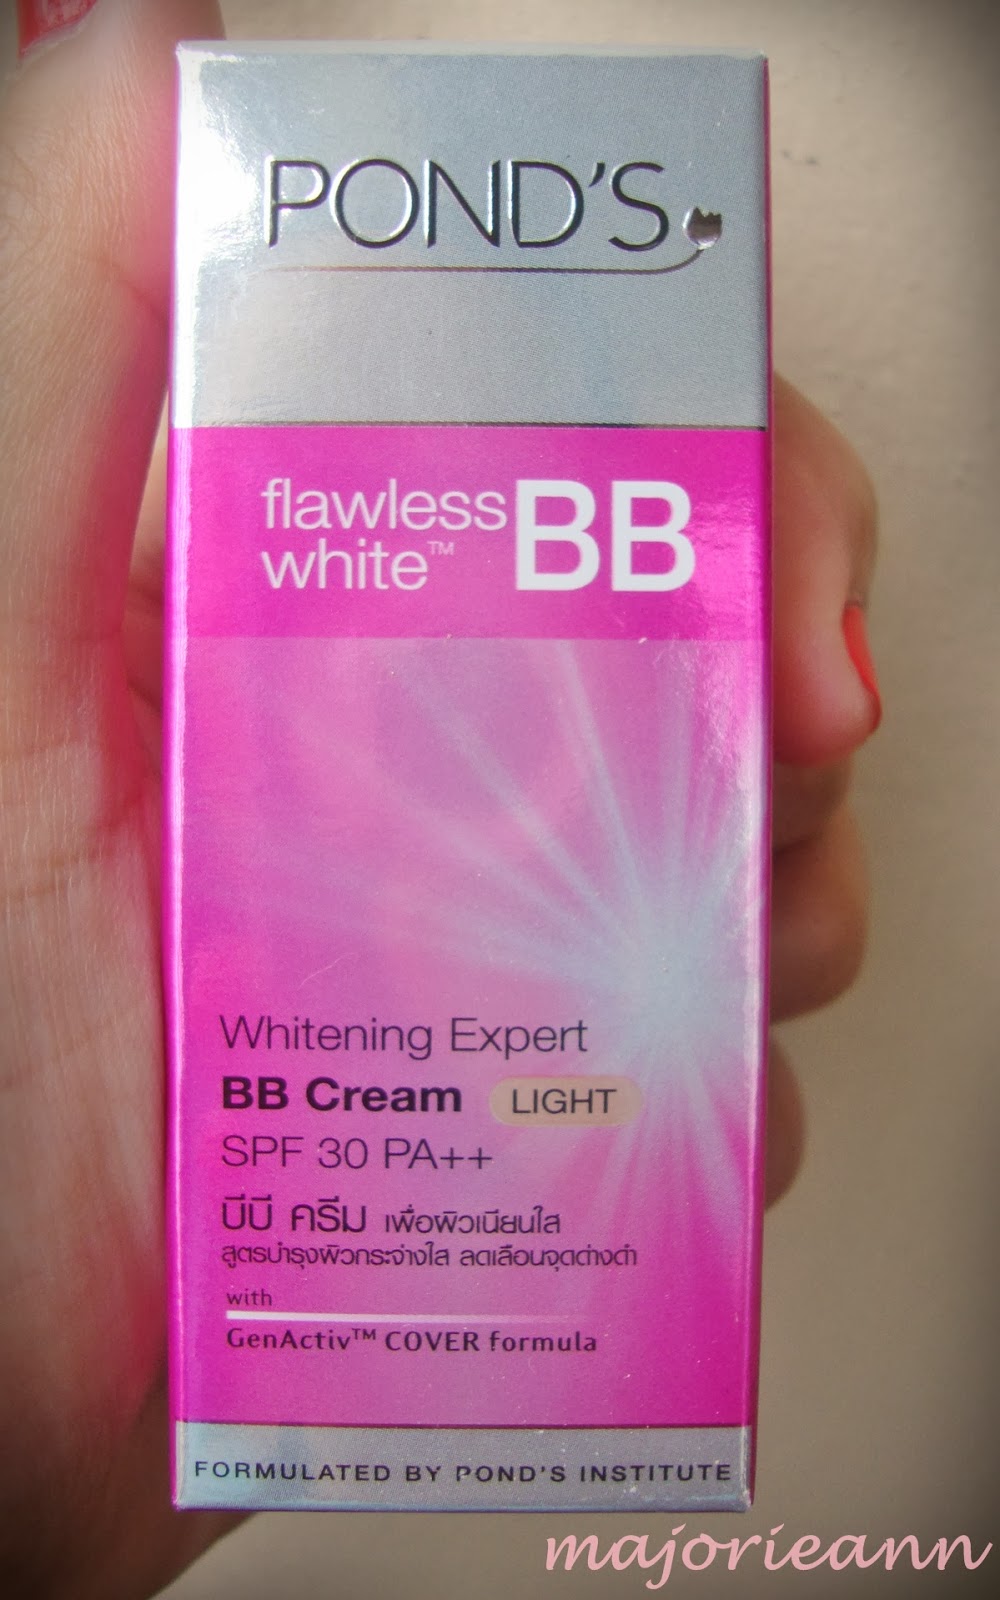 POND'S
flawless white™ BB
Whitening Expert
BB Cream LIGHT
SPF 30 PA++
บีบี ครีม เพื่อผิวเนียนใส
สูตรบำรุงผิวกระจ่างใส ลดเลือนจุดด่างดำ
with
GenActiv™ COVER formula
FORMULATED BY POND'S INSTITUTE
majorieann